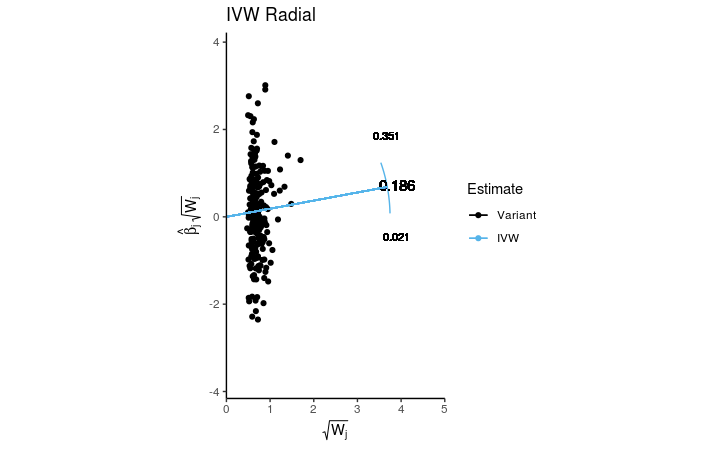 IVW Radial
4
2
0
-2
-4
β̂j√Wj
0.351
0.186
0.021
0 1 2 3 4 5
√Wj
Estimate
Variant
IVW